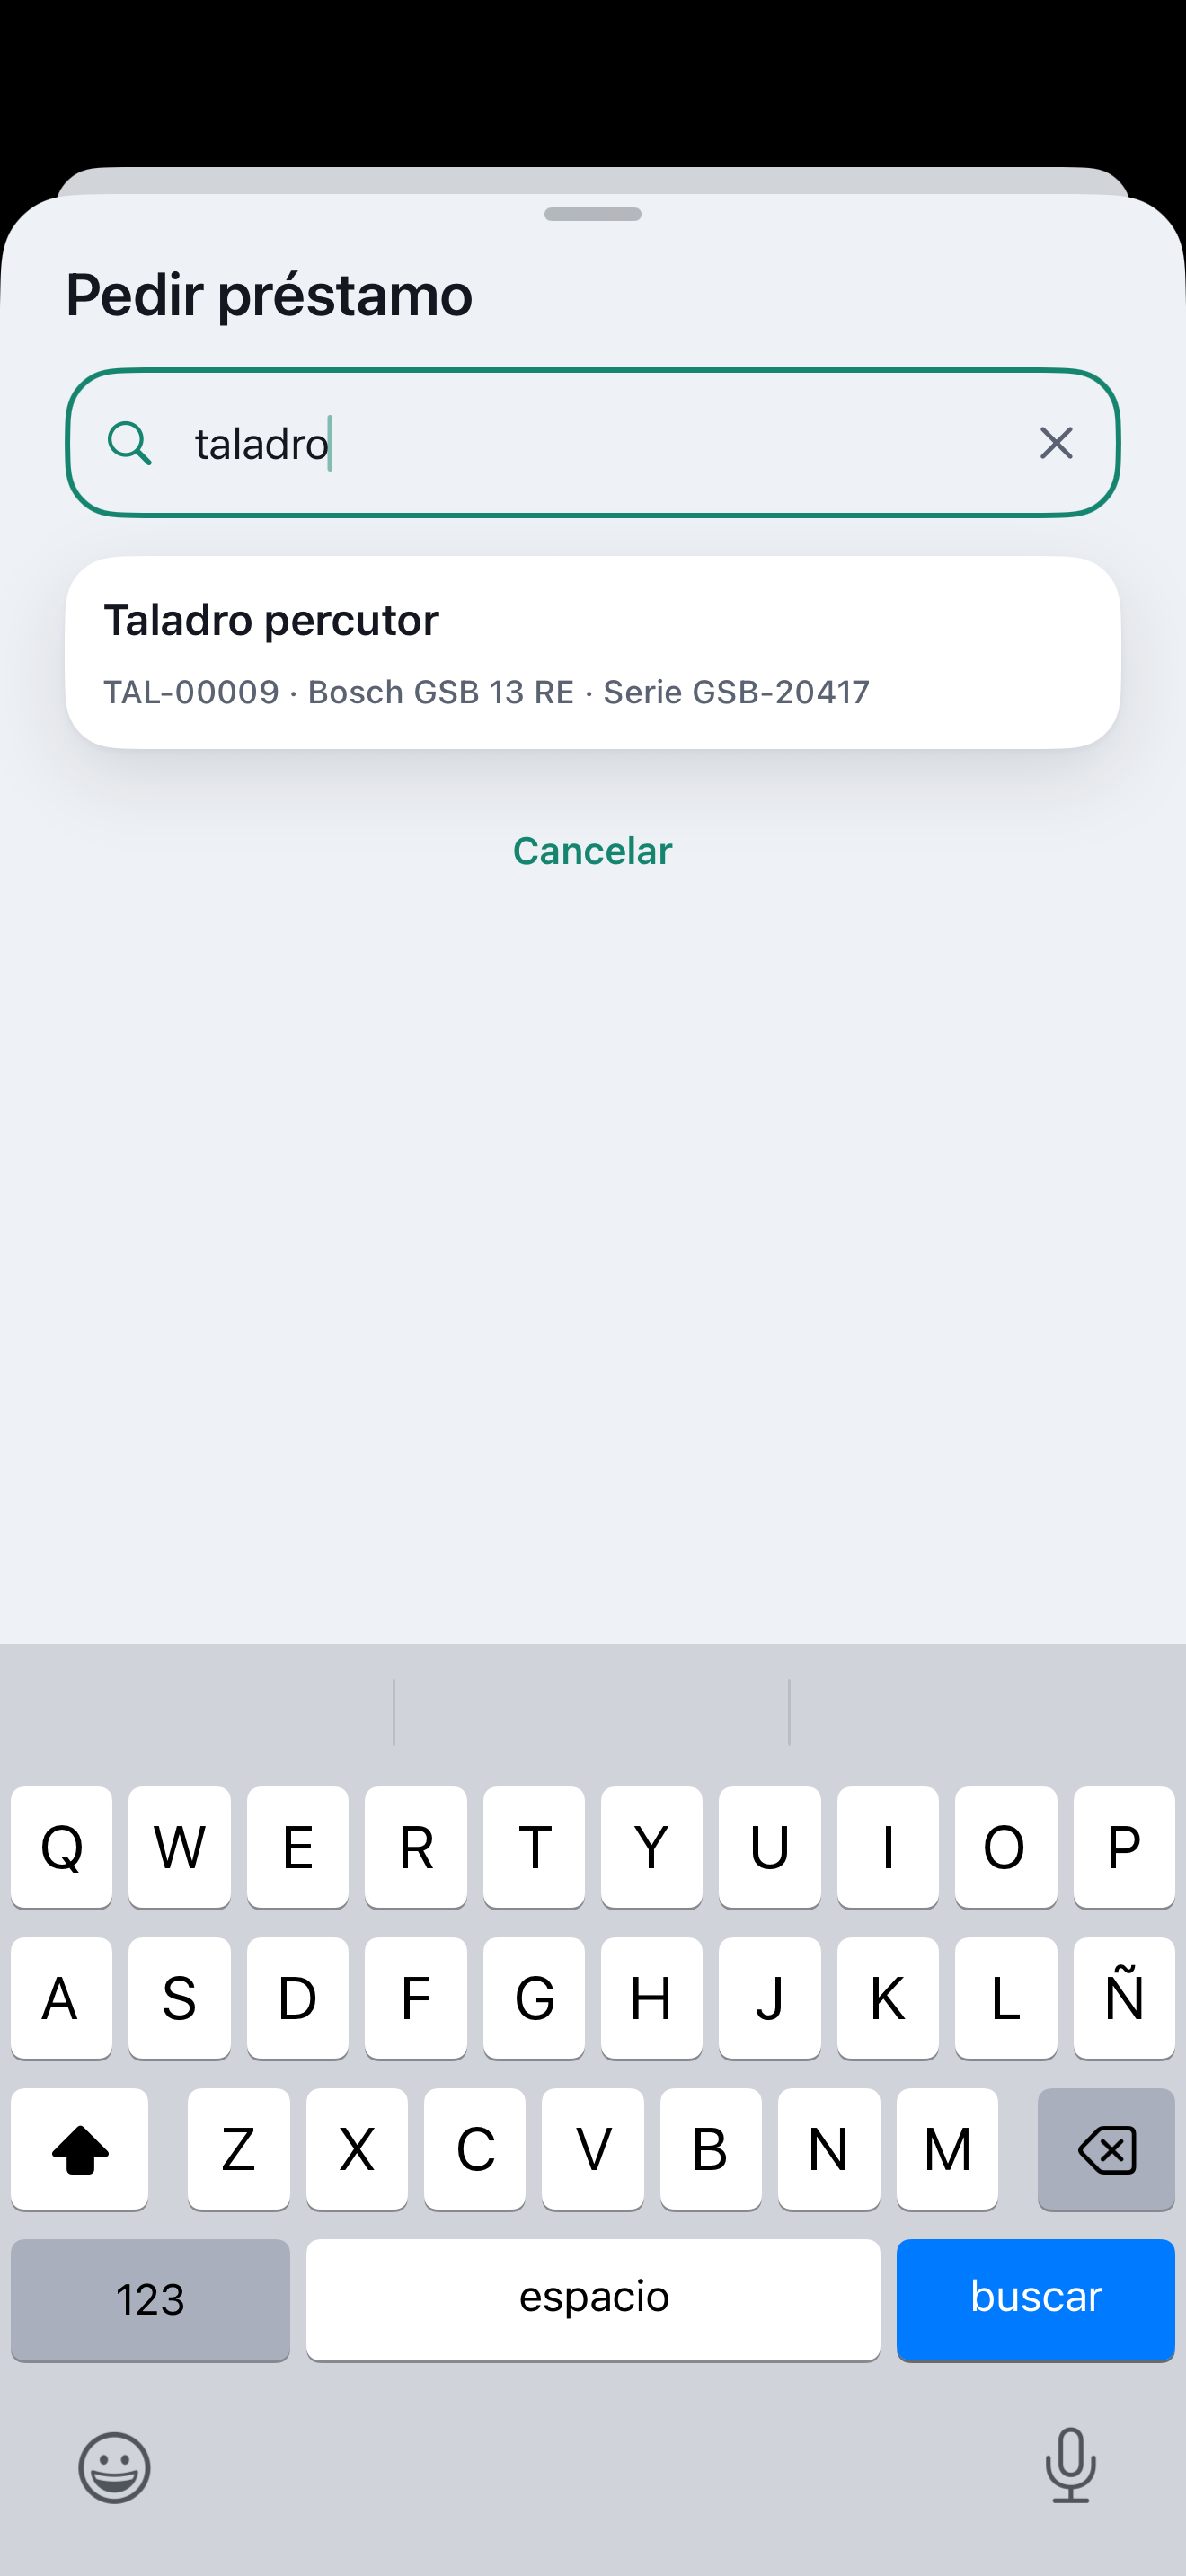 Pedir préstamo
taladro
Taladro percutor
TAL-00009 · Bosch GSB 13 RE · Serie GSB-20417
Cancelar
Q W E R T Y U I O P
A S D F G H J K L Ñ
Z X C V B N M
123 espacio buscar